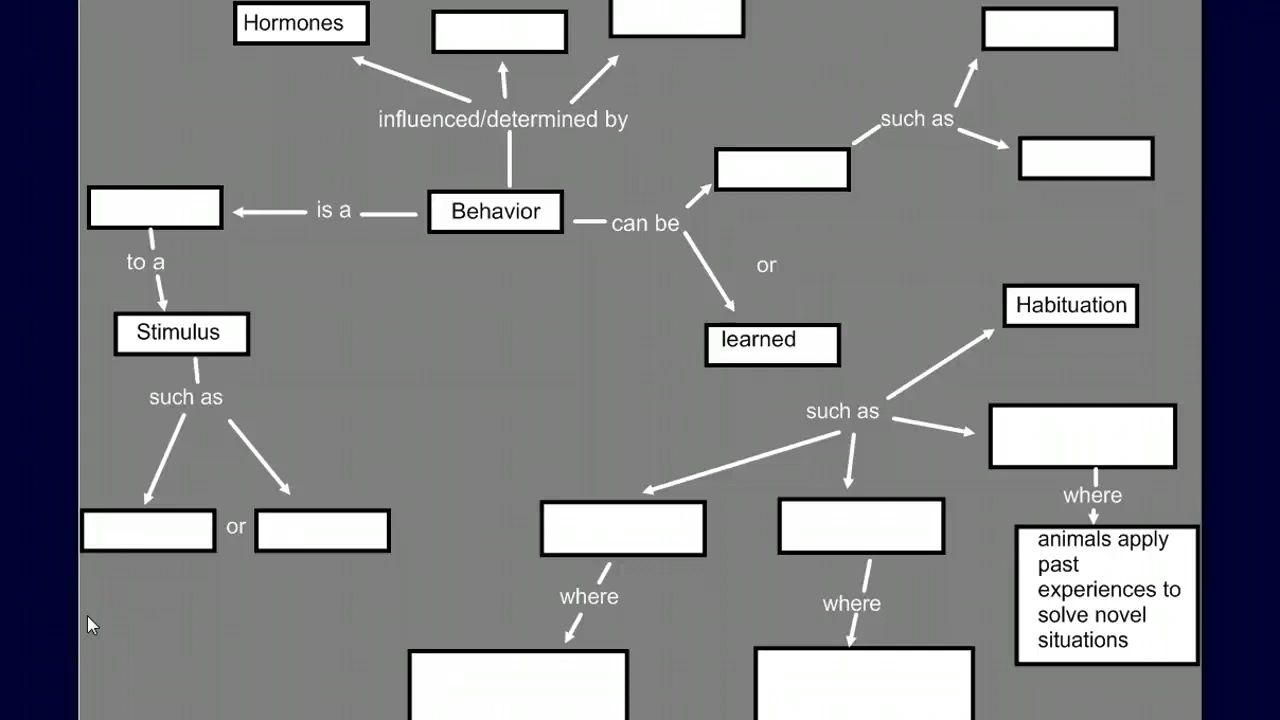 Hormones
influenced/determined by
such as
is a
Behavior
can be
to a
or
Stimulus
Habituation
learned
such as
such as
where
or
animals apply
past
experiences to
solve novel
situations
where
where